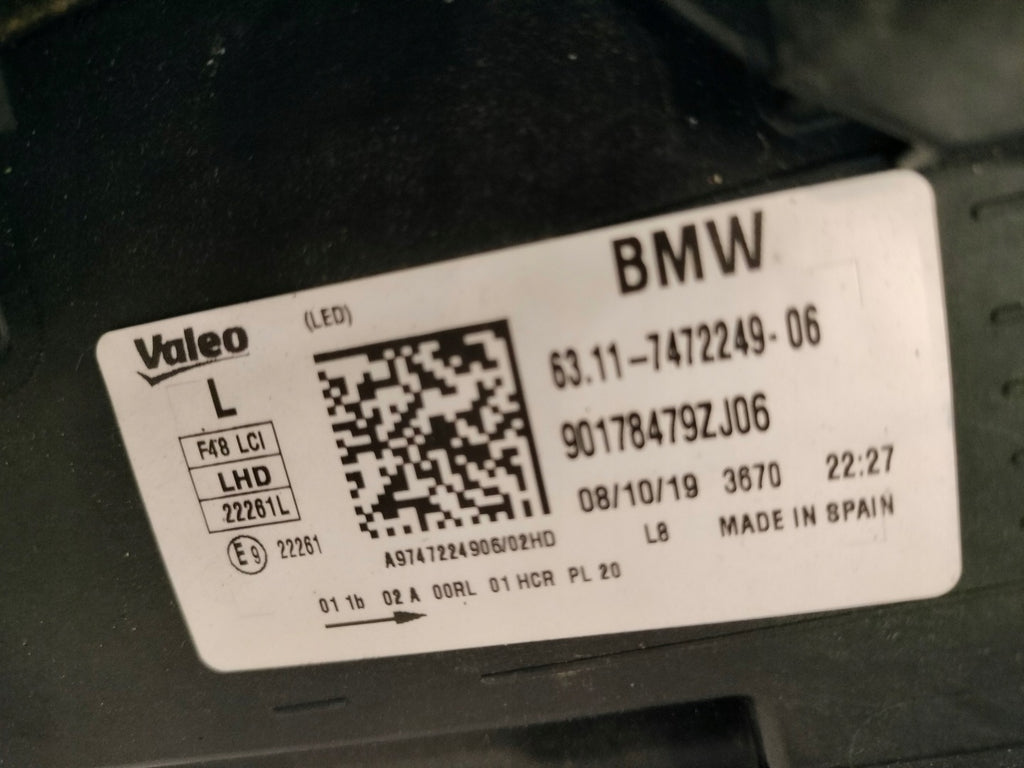 BMW
Valeo (LED)
L
F48 LCI
LHD
22261L
E9 22261
63.11-7472249-06
90178479ZJ06
08/10/19 3670 22:27
L8 MADE IN SPAIN
A9747224906/02HD
01 1b 02 A 00RL 01 HCR PL 20